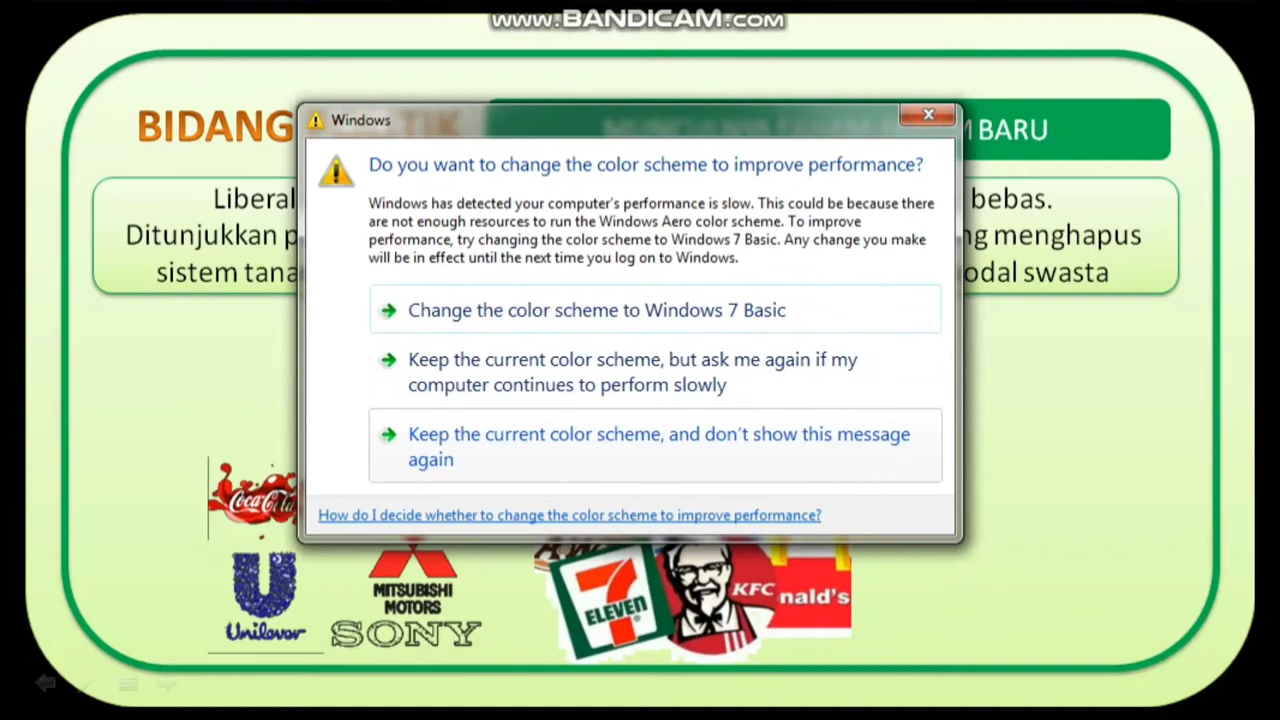 www.BANDICAM.com
BIDANG
BARU
Windows
Do you want to change the color scheme to improve performance?
Windows has detected your computer's performance is slow. This could be because there
are not enough resources to run the Windows Aero color scheme. To improve
performance, try changing the color scheme to Windows 7 Basic. Any change you make
will be in effect until the next time you log on to Windows.
Change the color scheme to Windows 7 Basic
Keep the current color scheme, but ask me again if my
computer continues to perform slowly
Keep the current color scheme, and don't show this message
again
How do I decide whether to change the color scheme to improve performance?
Liberal
bebas.
Ditunjukkan p
ng menghapus
sistem tana
odal swasta
Coca-Cola
Unilever
MITSUBISHI
MOTORS
SONY
7
ELEVEN
KFC
nald's